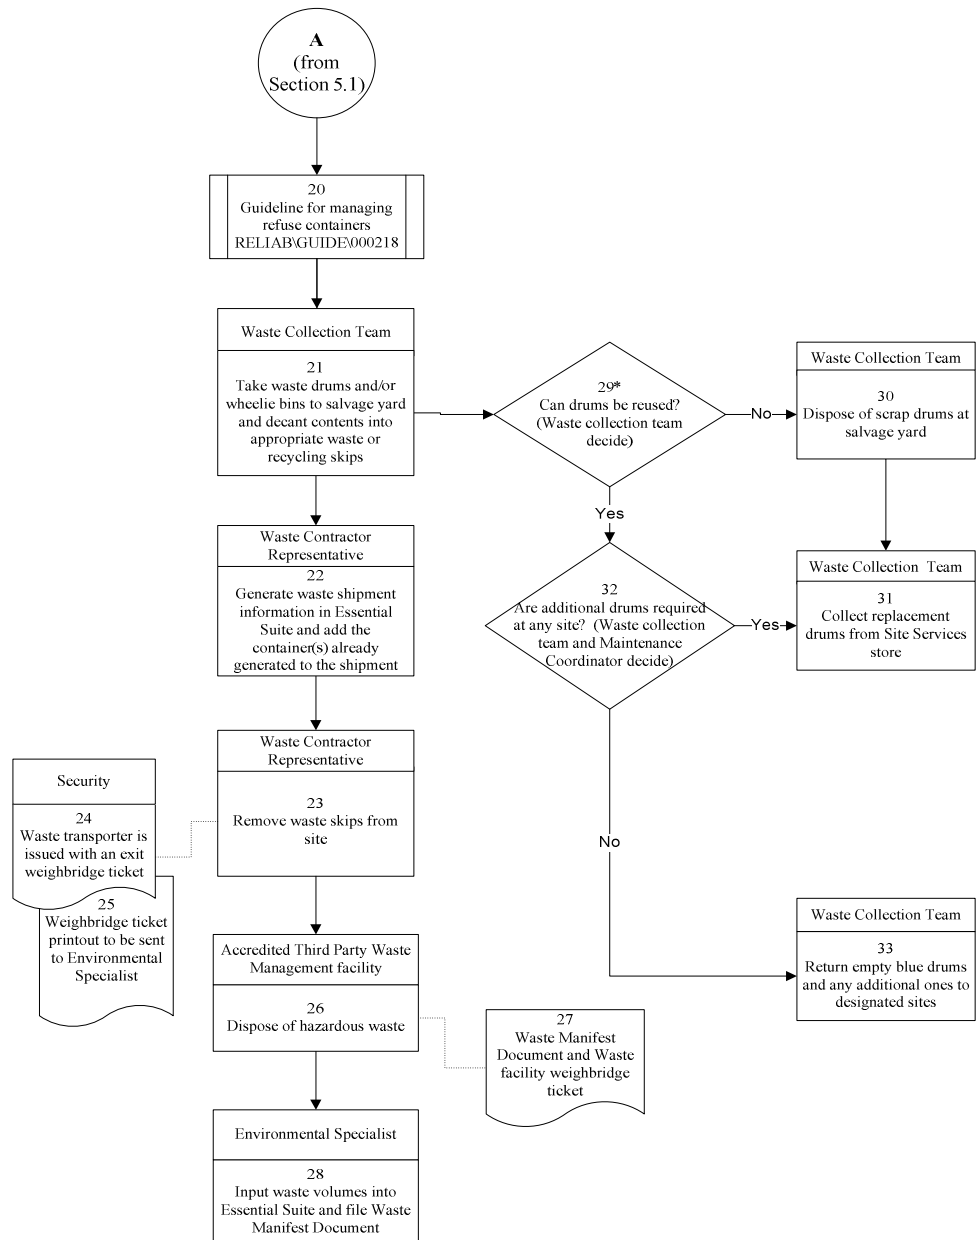 A
(from
Section 5.1)
20
Guideline for managing
refuse containers
RELIAB\GUIDE\000218
Waste Collection Team
21
Take waste drums and/or
wheelie bins to salvage yard
and decant contents into
appropriate waste or
recycling skips
29*
Can drums be reused?
(Waste collection team
decide)
No
Waste Collection Team
30
Dispose of scrap drums at
salvage yard
Yes
Waste Contractor
Representative
22
Generate waste shipment
information in Essential
Suite and add the
container(s) already
generated to the shipment
32
Are additional drums required
at any site? (Waste collection
team and Maintenance
Coordinator decide)
Yes
Waste Collection Team
31
Collect replacement
drums from Site Services
store
Waste Contractor
Representative
23
Remove waste skips from
site
Security
24
Waste transporter is
issued with an exit
weighbridge ticket
25
Weighbridge ticket
printout to be sent
to Environmental
Specialist
No
Accredited Third Party Waste
Management facility
26
Dispose of hazardous waste
27
Waste Manifest
Document and Waste
facility weighbridge
ticket
Waste Collection Team
33
Return empty blue drums
and any additional ones to
designated sites
Environmental Specialist
28
Input waste volumes into
Essential Suite and file Waste
Manifest Document